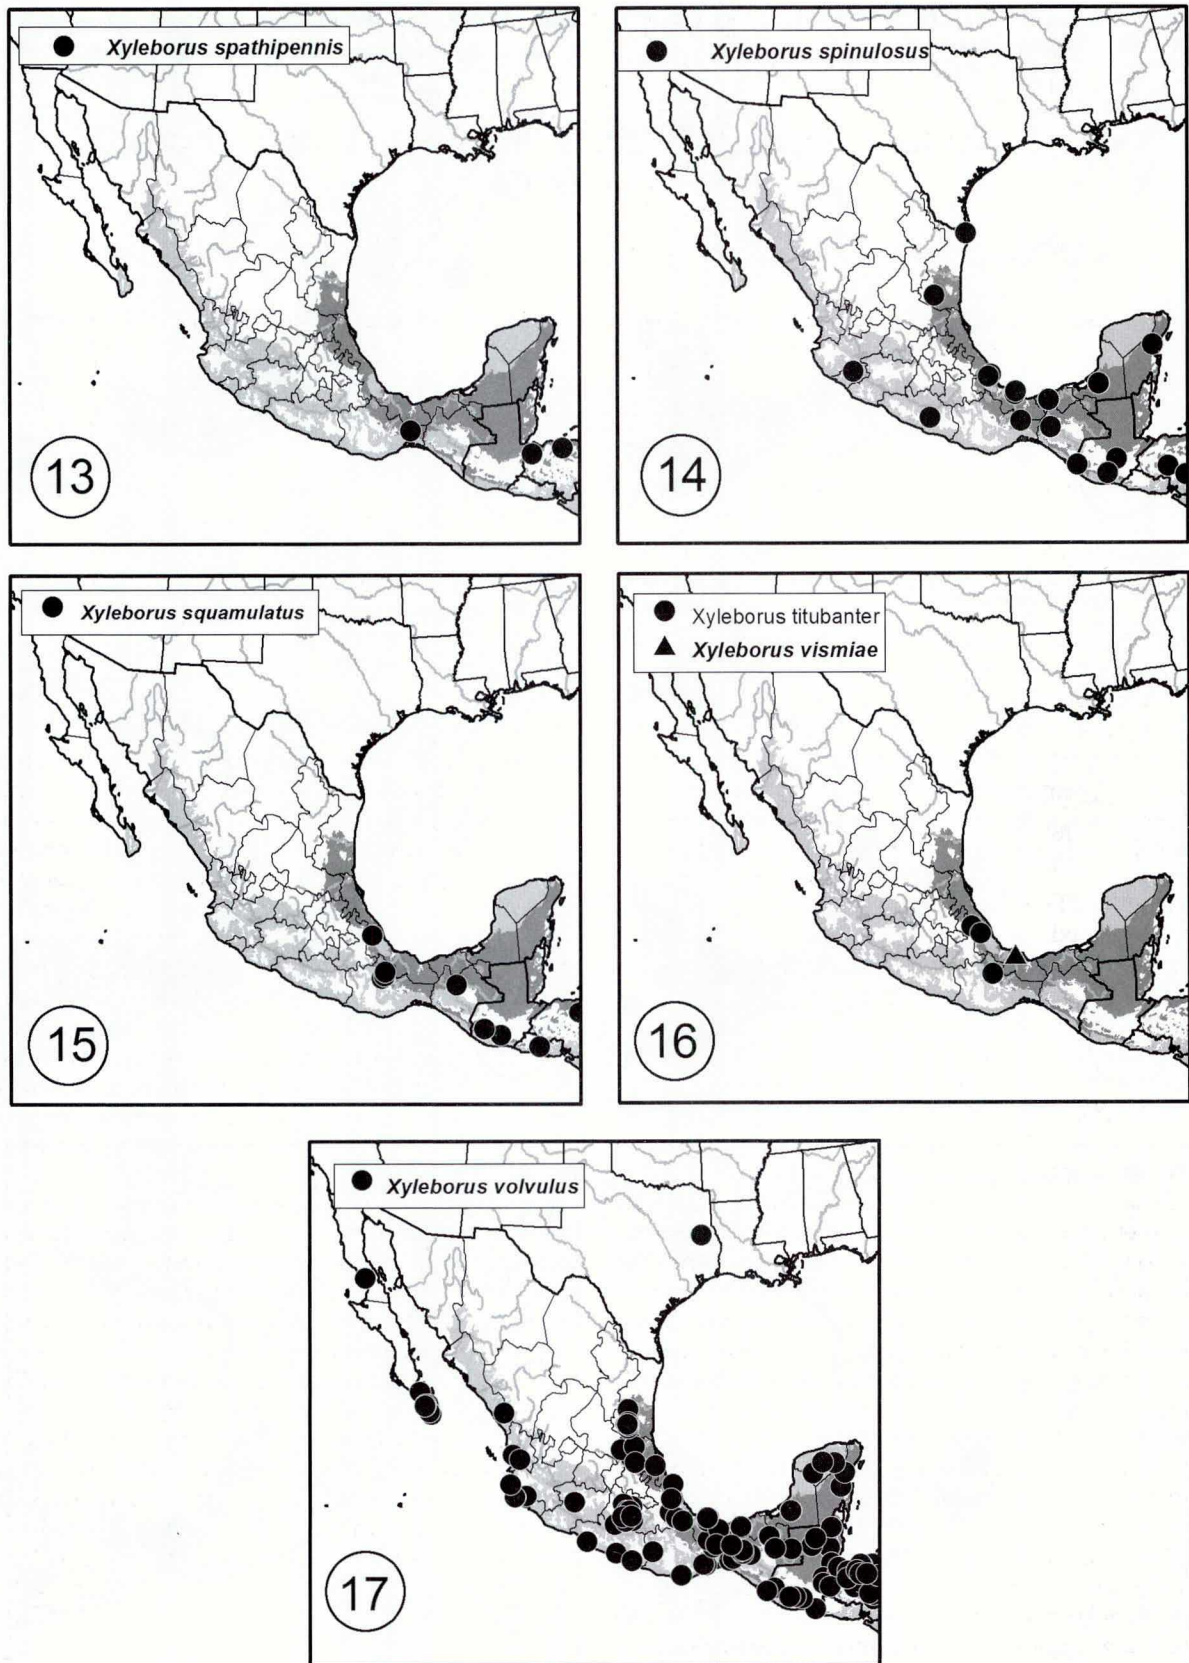 Xyleborus spathipennis
13
Xyleborus spinulosus
14
Xyleborus squamulatus
15
Xyleborus titubanter
Xyleborus vismiae
16
Xyleborus volvulus
17